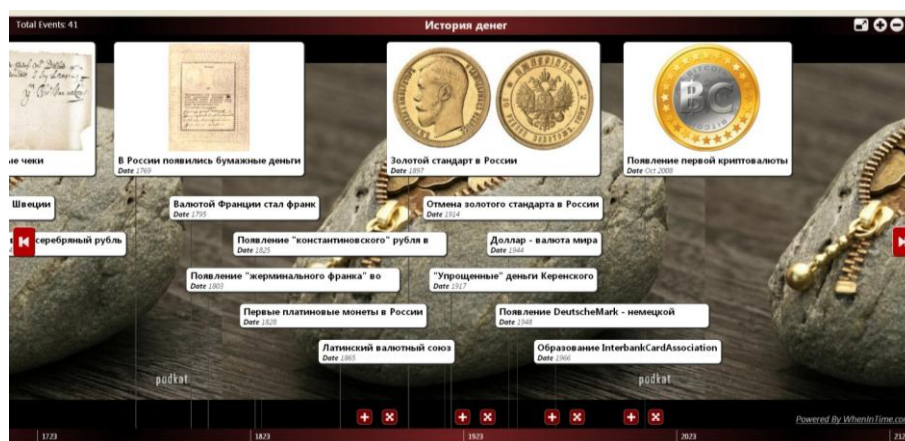 Total Events: 41
История денег
ые чеки
В России появились бумажные деньги
Date 1769
Золотой стандарт в России
Date 1897
Появление первой криптовалюты
Date Oct 2008
Швеции
Валютой Франции стал франк
Date 1795
Отмена золотого стандарта в России
Date 1914
серебряный рубль
Появление "константиновского" рубля в
Date 1825
Доллар - валюта мира
Date 1944
Появление "жерминального франка" во
Date 1803
"Упрощенные" деньги Керенского
Date 1917
Первые платиновые монеты в России
Date 1828
Появление DeutscheMark - немецкой
Date 1948
Латинский валютный союз
Date 1865
Образование InterbankCardAssociation
Date 1966
podkat
podkat
Powered By WhenInTime.com
1723
1823
1923
2023
212
BITCOIN
BC